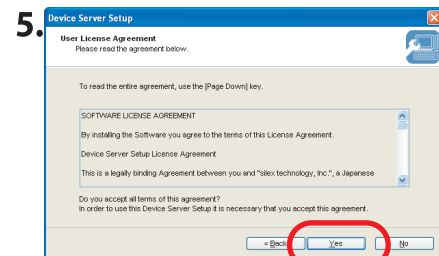 5.
Device Server Setup
User License Agreement
Please read the agreement below.
To read the entire agreement, use the [Page Down] key.
SOFTWARE LICENSE AGREEMENT
By installing the Software you agree to the terms of this License Agreement.
Device Server Setup License Agreement
This is a legally binding Agreement between you and "silex technology, Inc.", a Japanese
Do you accept all terms of this agreement?
In order to use this Device Server Setup it is necessary that you accept this agreement.
< Back Yes No